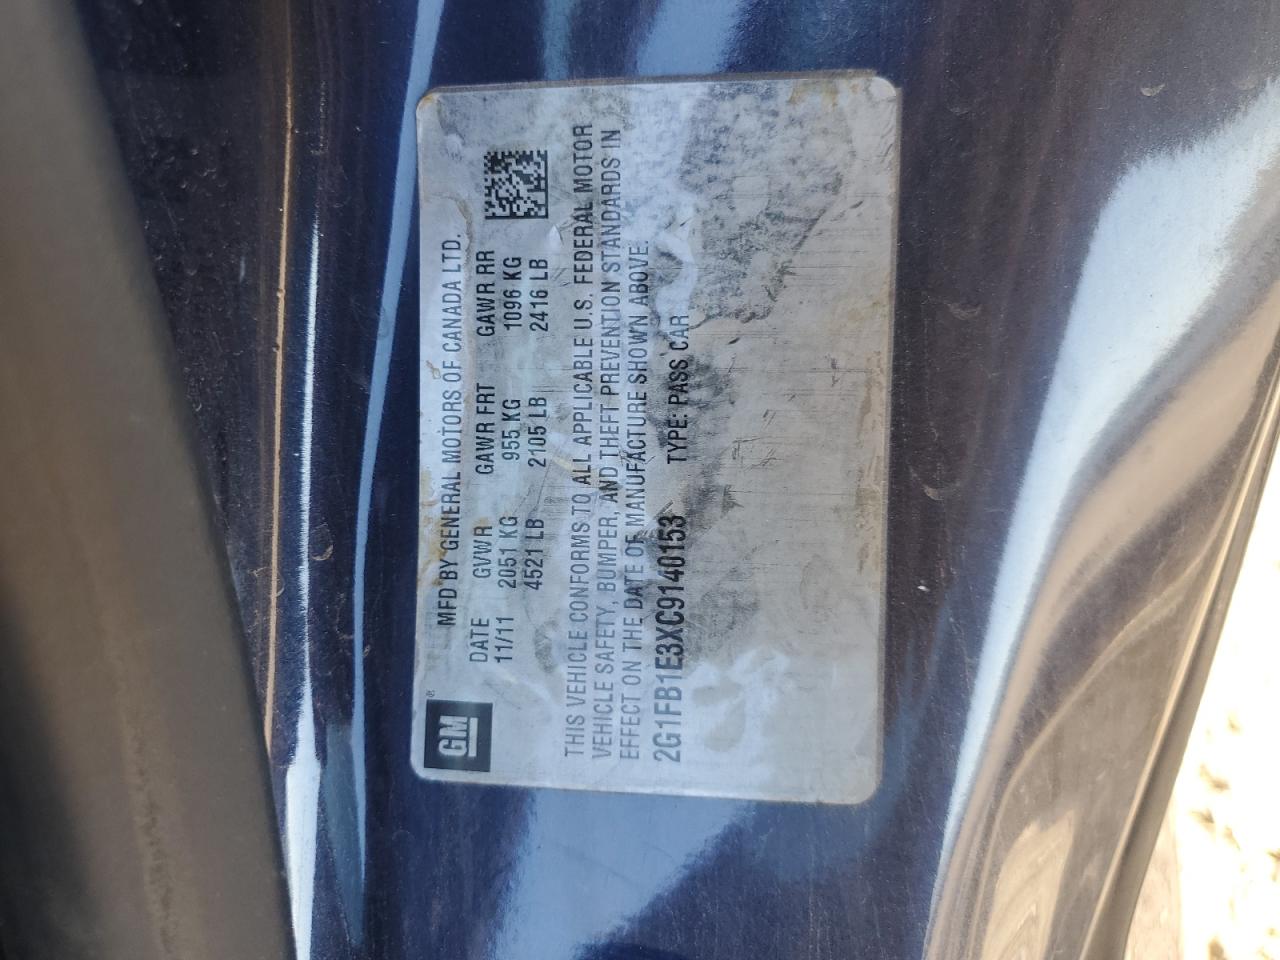 GM®
MFD BY GENERAL MOTORS OF CANADA LTD.
DATE GVWR GAWR FRT GAWR RR
11/11 2051 KG 955 KG 1096 KG
4521 LB 2105 LB 2416 LB
THIS VEHICLE CONFORMS TO ALL APPLICABLE U.S. FEDERAL MOTOR
VEHICLE SAFETY, BUMPER, AND THEFT PREVENTION STANDARDS IN
EFFECT ON THE DATE OF MANUFACTURE SHOWN ABOVE.
2G1FB1E3XC9140153 TYPE: PASS CAR